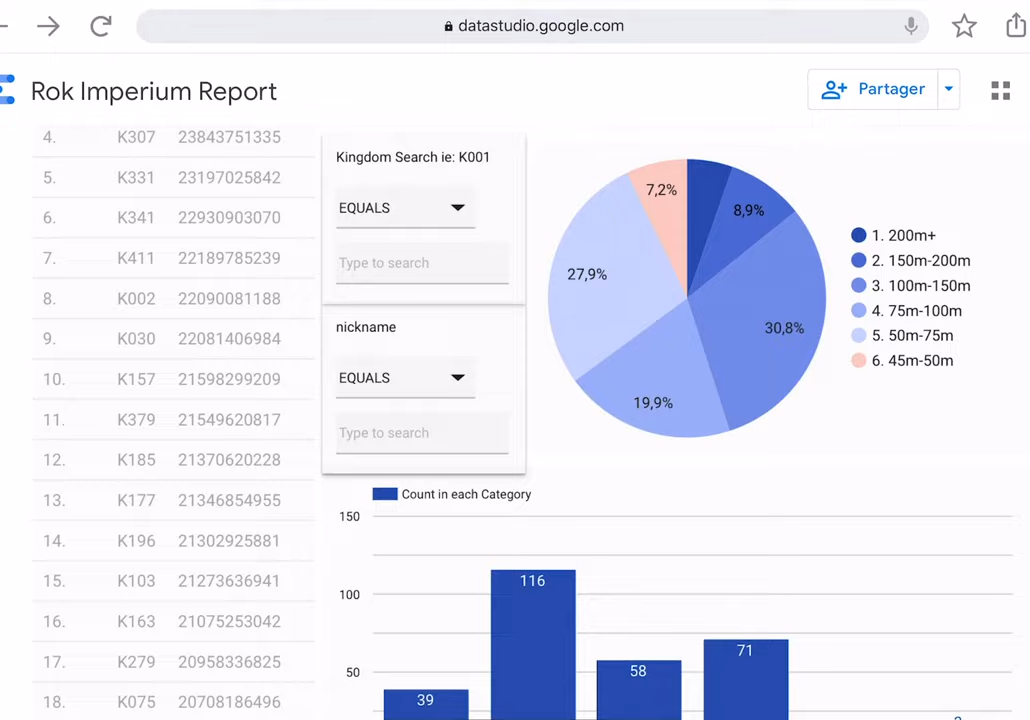 datastudio.google.com
Rok Imperium Report
Partager
4. K307 23843751335
5. K331 23197025842
6. K341 22930903070
7. K411 22189785239
8. K002 22090081188
9. K030 22081406984
10. K157 21598299209
11. K379 21549620817
12. K185 21370620228
13. K177 21346854955
14. K196 21302925881
15. K103 21273636941
16. K163 21075253042
17. K279 20958336825
18. K075 20708186496
Kingdom Search ie: K001
EQUALS
Type to search
nickname
EQUALS
Type to search
7,2%
8,9%
27,9%
30,8%
19,9%
1. 200m+
2. 150m-200m
3. 100m-150m
4. 75m-100m
5. 50m-75m
6. 45m-50m
Count in each Category
150
100
50
39
116
58
71